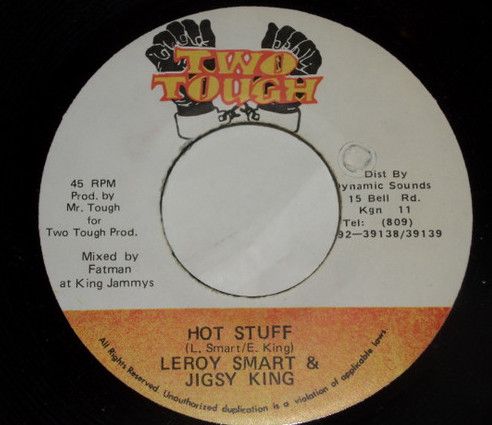 TWO
TOUGH
45 RPM
Prod. by
Mr. Tough
for
Two Tough Prod.
Mixed by
Fatman
at King Jammys
Dist By
Dynamic Sounds
15 Bell Rd.
Kgn 11
Tel: (809)
92-39138/39139
HOT STUFF
(L. Smart/E. King)
LEROY SMART &
JIGSY KING
All Rights Reserved. Unauthorized duplication is a violation of applicable laws.